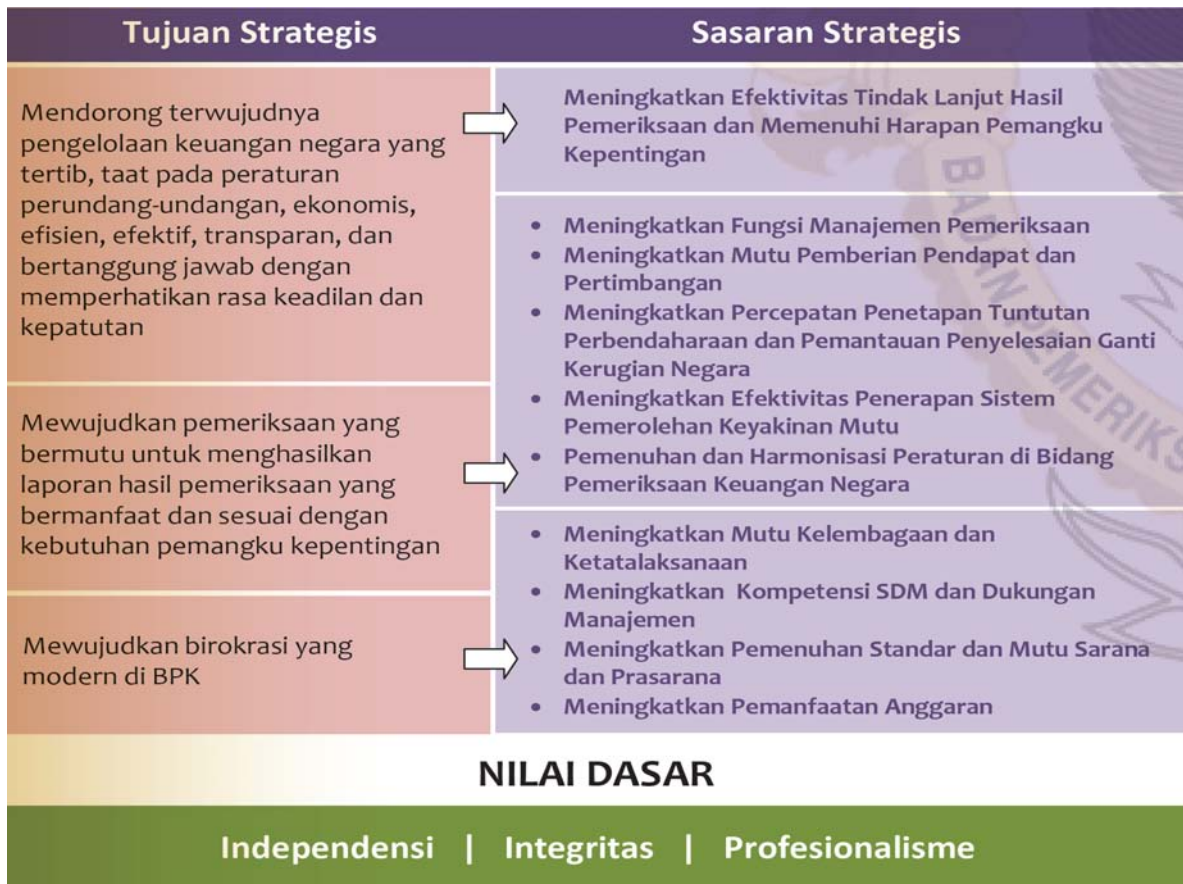 Tujuan Strategis
Sasaran Strategis
Mendorong terwujudnya
pengelolaan keuangan negara yang
tertib, taat pada peraturan
perundang-undangan, ekonomis,
efisien, efektif, transparan, dan
bertanggung jawab dengan
memperhatikan rasa keadilan dan
kepatutan
Meningkatkan Efektivitas Tindak Lanjut Hasil
Pemeriksaan dan Memenuhi Harapan Pemangku
Kepentingan
Mewujudkan pemeriksaan yang
bermutu untuk menghasilkan
laporan hasil pemeriksaan yang
bermanfaat dan sesuai dengan
kebutuhan pemangku kepentingan
• Meningkatkan Fungsi Manajemen Pemeriksaan
• Meningkatkan Mutu Pemberian Pendapat dan
Pertimbangan
• Meningkatkan Percepatan Penetapan Tuntutan
Perbendaharaan dan Pemantauan Penyelesaian Ganti
Kerugian Negara
• Meningkatkan Efektivitas Penerapan Sistem
Pemerolehan Keyakinan Mutu
• Pemenuhan dan Harmonisasi Peraturan di Bidang
Pemeriksaan Keuangan Negara
Mewujudkan birokrasi yang
modern di BPK
• Meningkatkan Mutu Kelembagaan dan
Ketatalaksanaan
• Meningkatkan Kompetensi SDM dan Dukungan
Manajemen
• Meningkatkan Pemenuhan Standar dan Mutu Sarana
dan Prasarana
• Meningkatkan Pemanfaatan Anggaran
BADAN PEMERIKS
NILAI DASAR
Independensi | Integritas | Profesionalisme